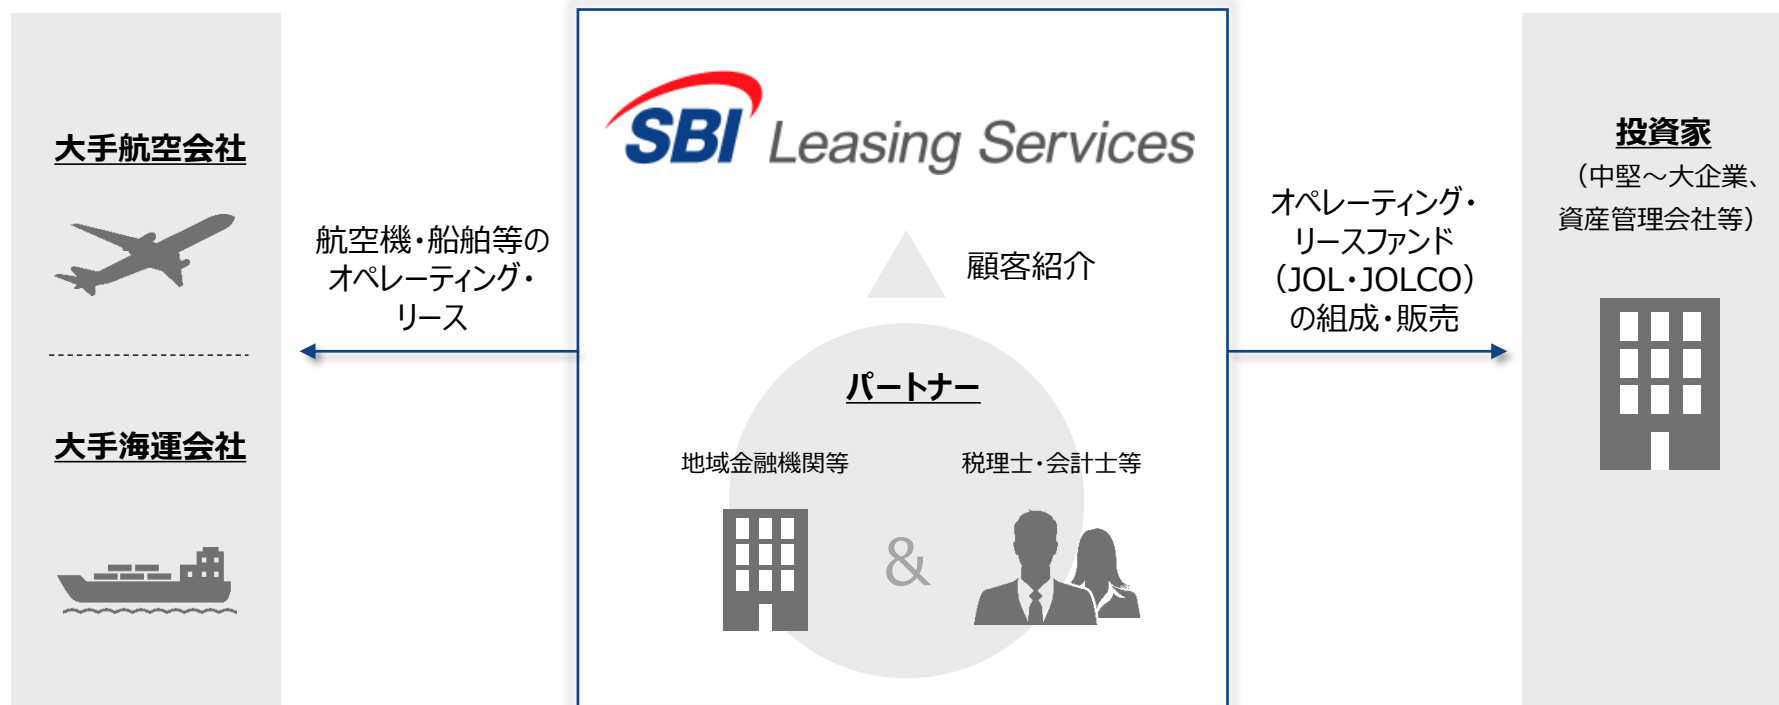 大手航空会社
大手海運会社
航空機・船舶等の
オペレーティング・
リース
SBI Leasing Services
顧客紹介
パートナー
地域金融機関等
税理士・会計士等
&
オペレーティング・
リースファンド
（JOL・JOLCO）
の組成・販売
投資家
（中堅～大企業、
資産管理会社等）